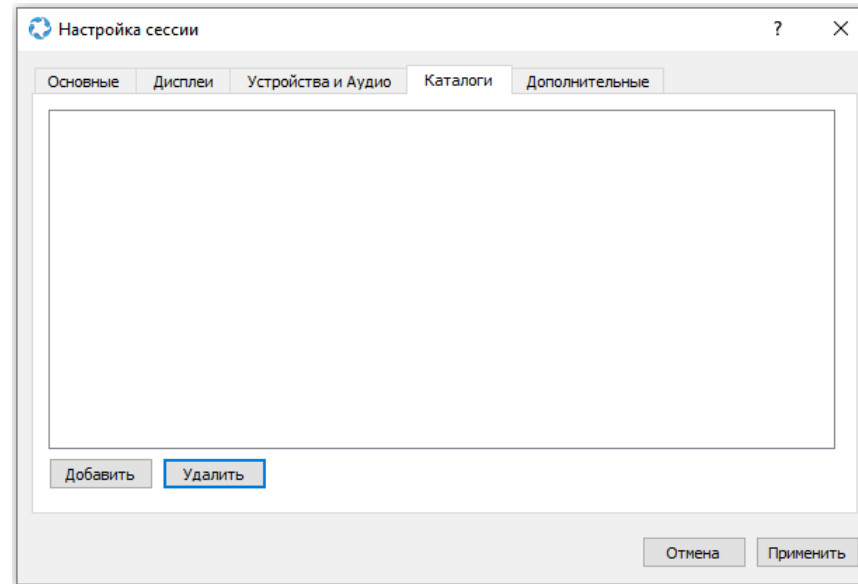 Настройка сессии
Основные Дисплеи Устройства и Аудио Каталоги Дополнительные
Добавить Удалить
Отмена Применить